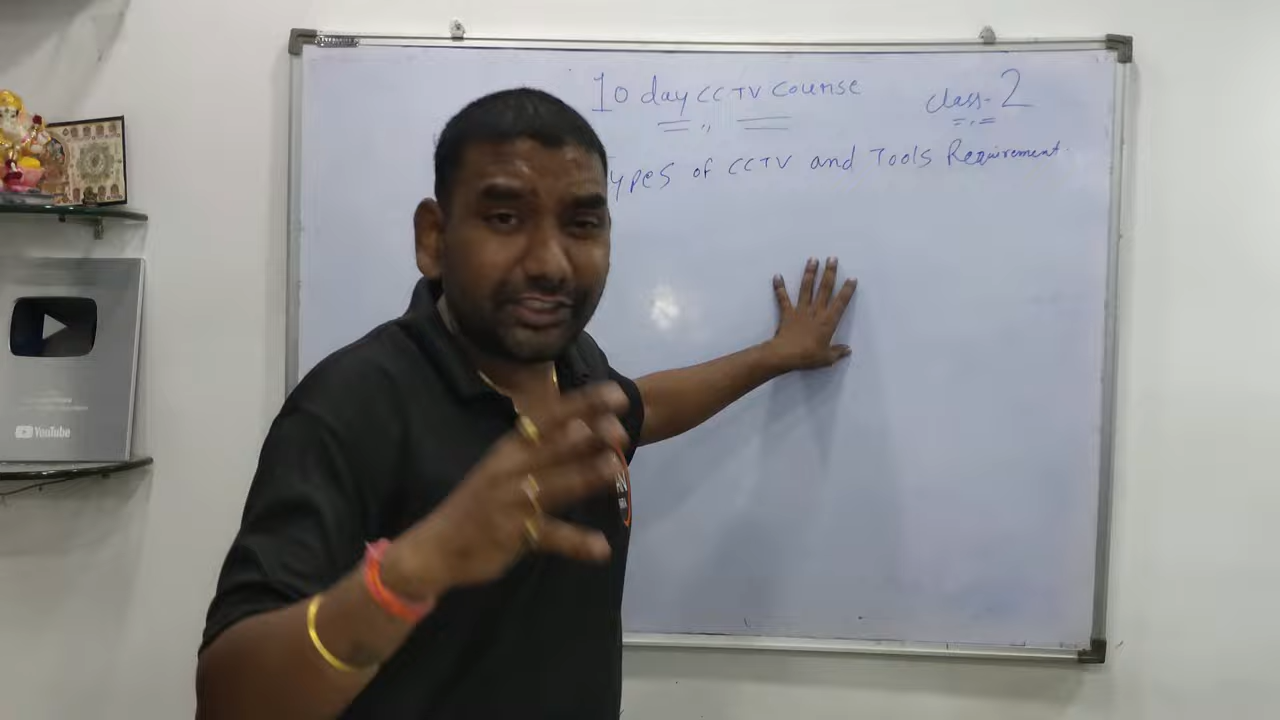 10 day CCTV Course
class-2
ypes of CCTV and Tools Requirement.
YouTube